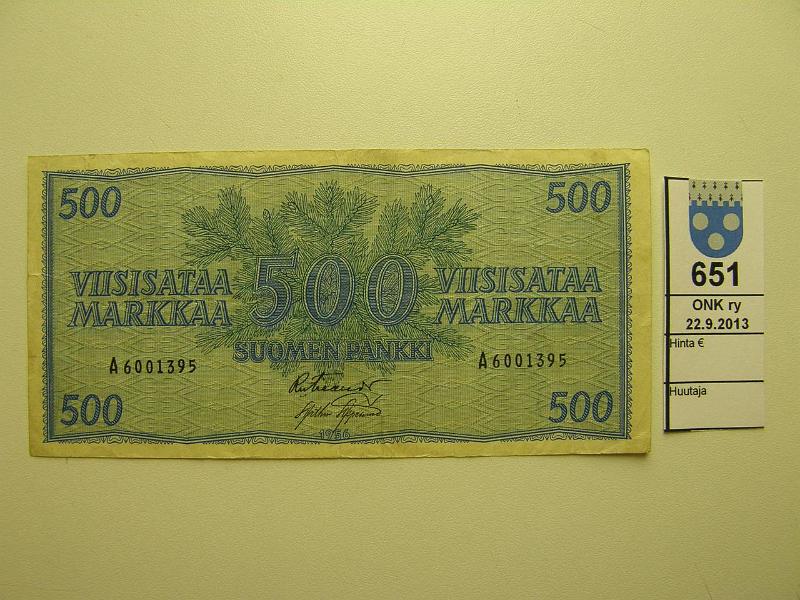 500
500
VIISISATAA
MARKKAA
500
VIISISATAA
MARKKAA
SUOMEN PANKKI
A6001395
A6001395
500
500
1956
651
ONK ry
22.9.2013
Hinta €
Huutaja